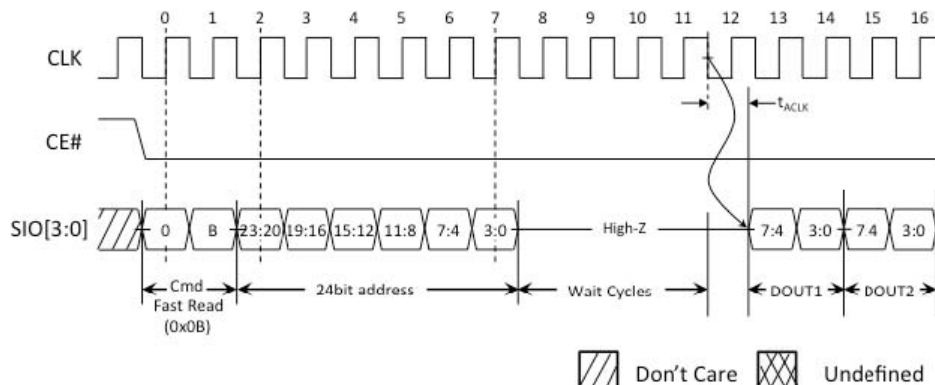 0 1 2 3 4 5 6 7 8 9 10 11 12 13 14 15 16
CLK
tACLK
CE#
SIO[3:0] 0 B 23:20 19:16 15:12 11:8 7:4 3:0 High-Z 7:4 3:0 7 4 3:0
Cmd 24bit address Wait Cycles DOUT1 DOUT2
Fast Read
(0x0B)
Don't Care Undefined